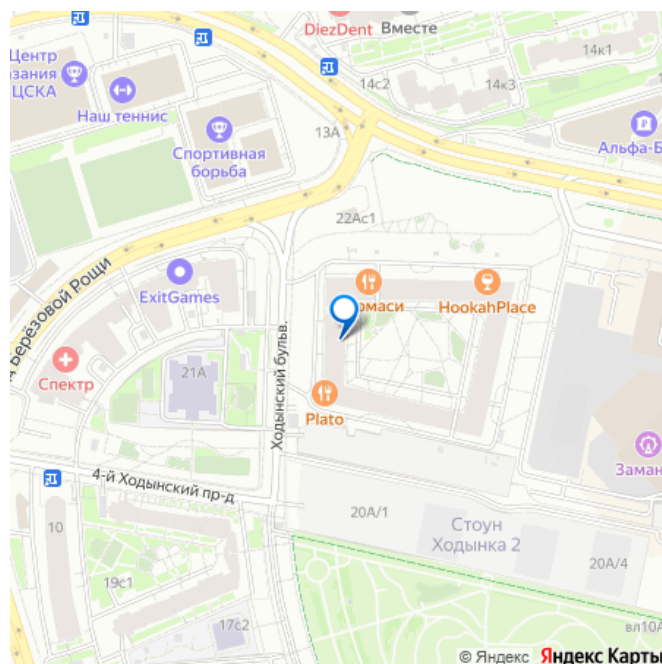 DiezDent
Вместе
14к1
Центр
азания
ЦСКА
Наш теннис
14с2
14к3
13А
Спортивная
борьба
Альфа-Б
22Ас1
Берёзовой Рощи
ExitGames
омаси
HookahPlace
Спектр
21А
Ходынский бульв.
Plato
Заман
4-й Ходынский пр-д
10
20А/1
Стоун
Ходынка 2
20А/4
19с1
17с2
вл10А
© Яндекс Яндекс Карты